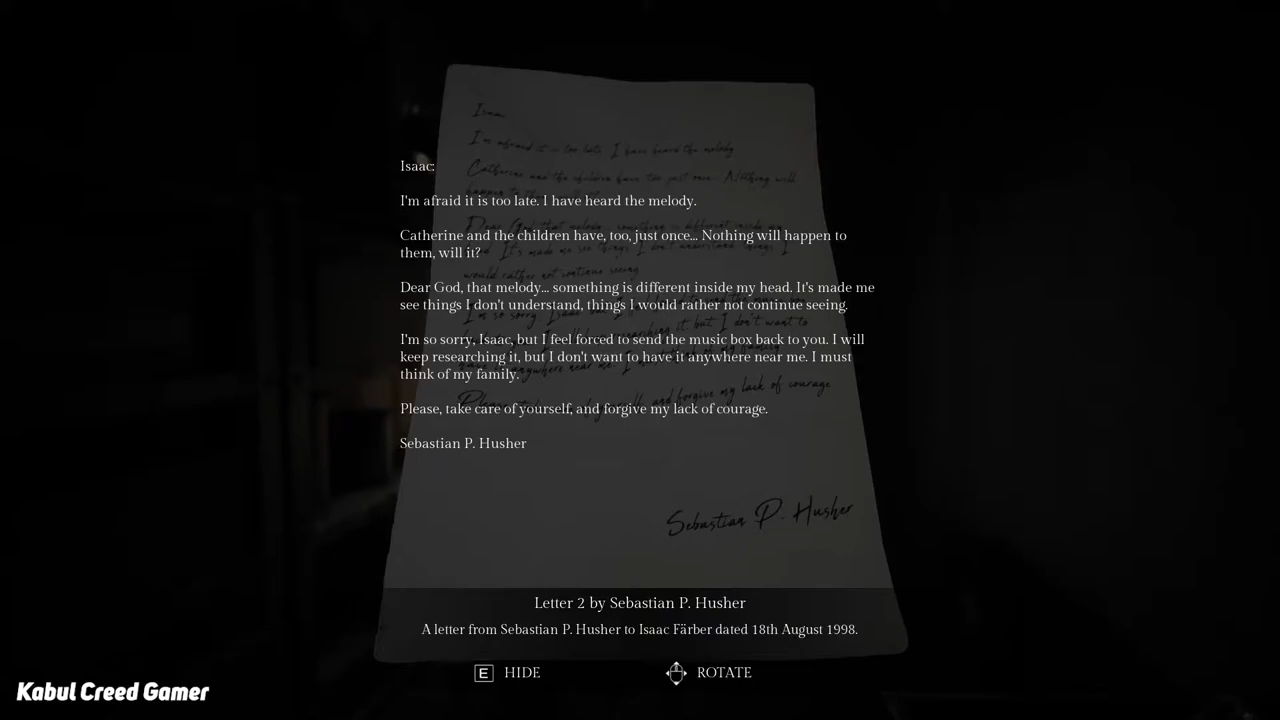 Isaac:
I'm afraid it is too late. I have heard the melody.
Catherine and the children have, too, just once... Nothing will happen to
them, will it?
Dear God, that melody... something is different inside my head. It's made me
see things I don't understand, things I would rather not continue seeing.
I'm so sorry, Isaac, but I feel forced to send the music box back to you. I will
keep researching it, but I don't want to have it anywhere near me. I must
think of my family.
Please, take care of yourself, and forgive my lack of courage.
Sebastian P. Husher
Sebastian P. Husher
Letter 2 by Sebastian P. Husher
A letter from Sebastian P. Husher to Isaac Färber dated 18th August 1998.
E HIDE
ROTATE
Kabul Creed Gamer